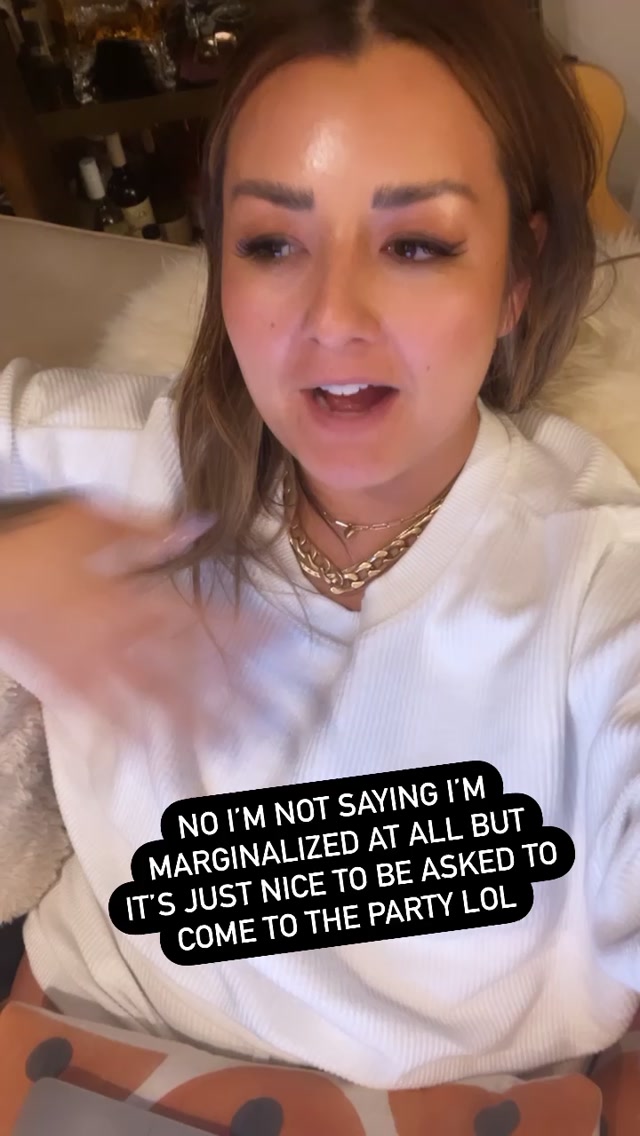 NO I'M NOT SAYING I'M
MARGINALIZED AT ALL BUT
IT'S JUST NICE TO BE ASKED TO
COME TO THE PARTY LOL